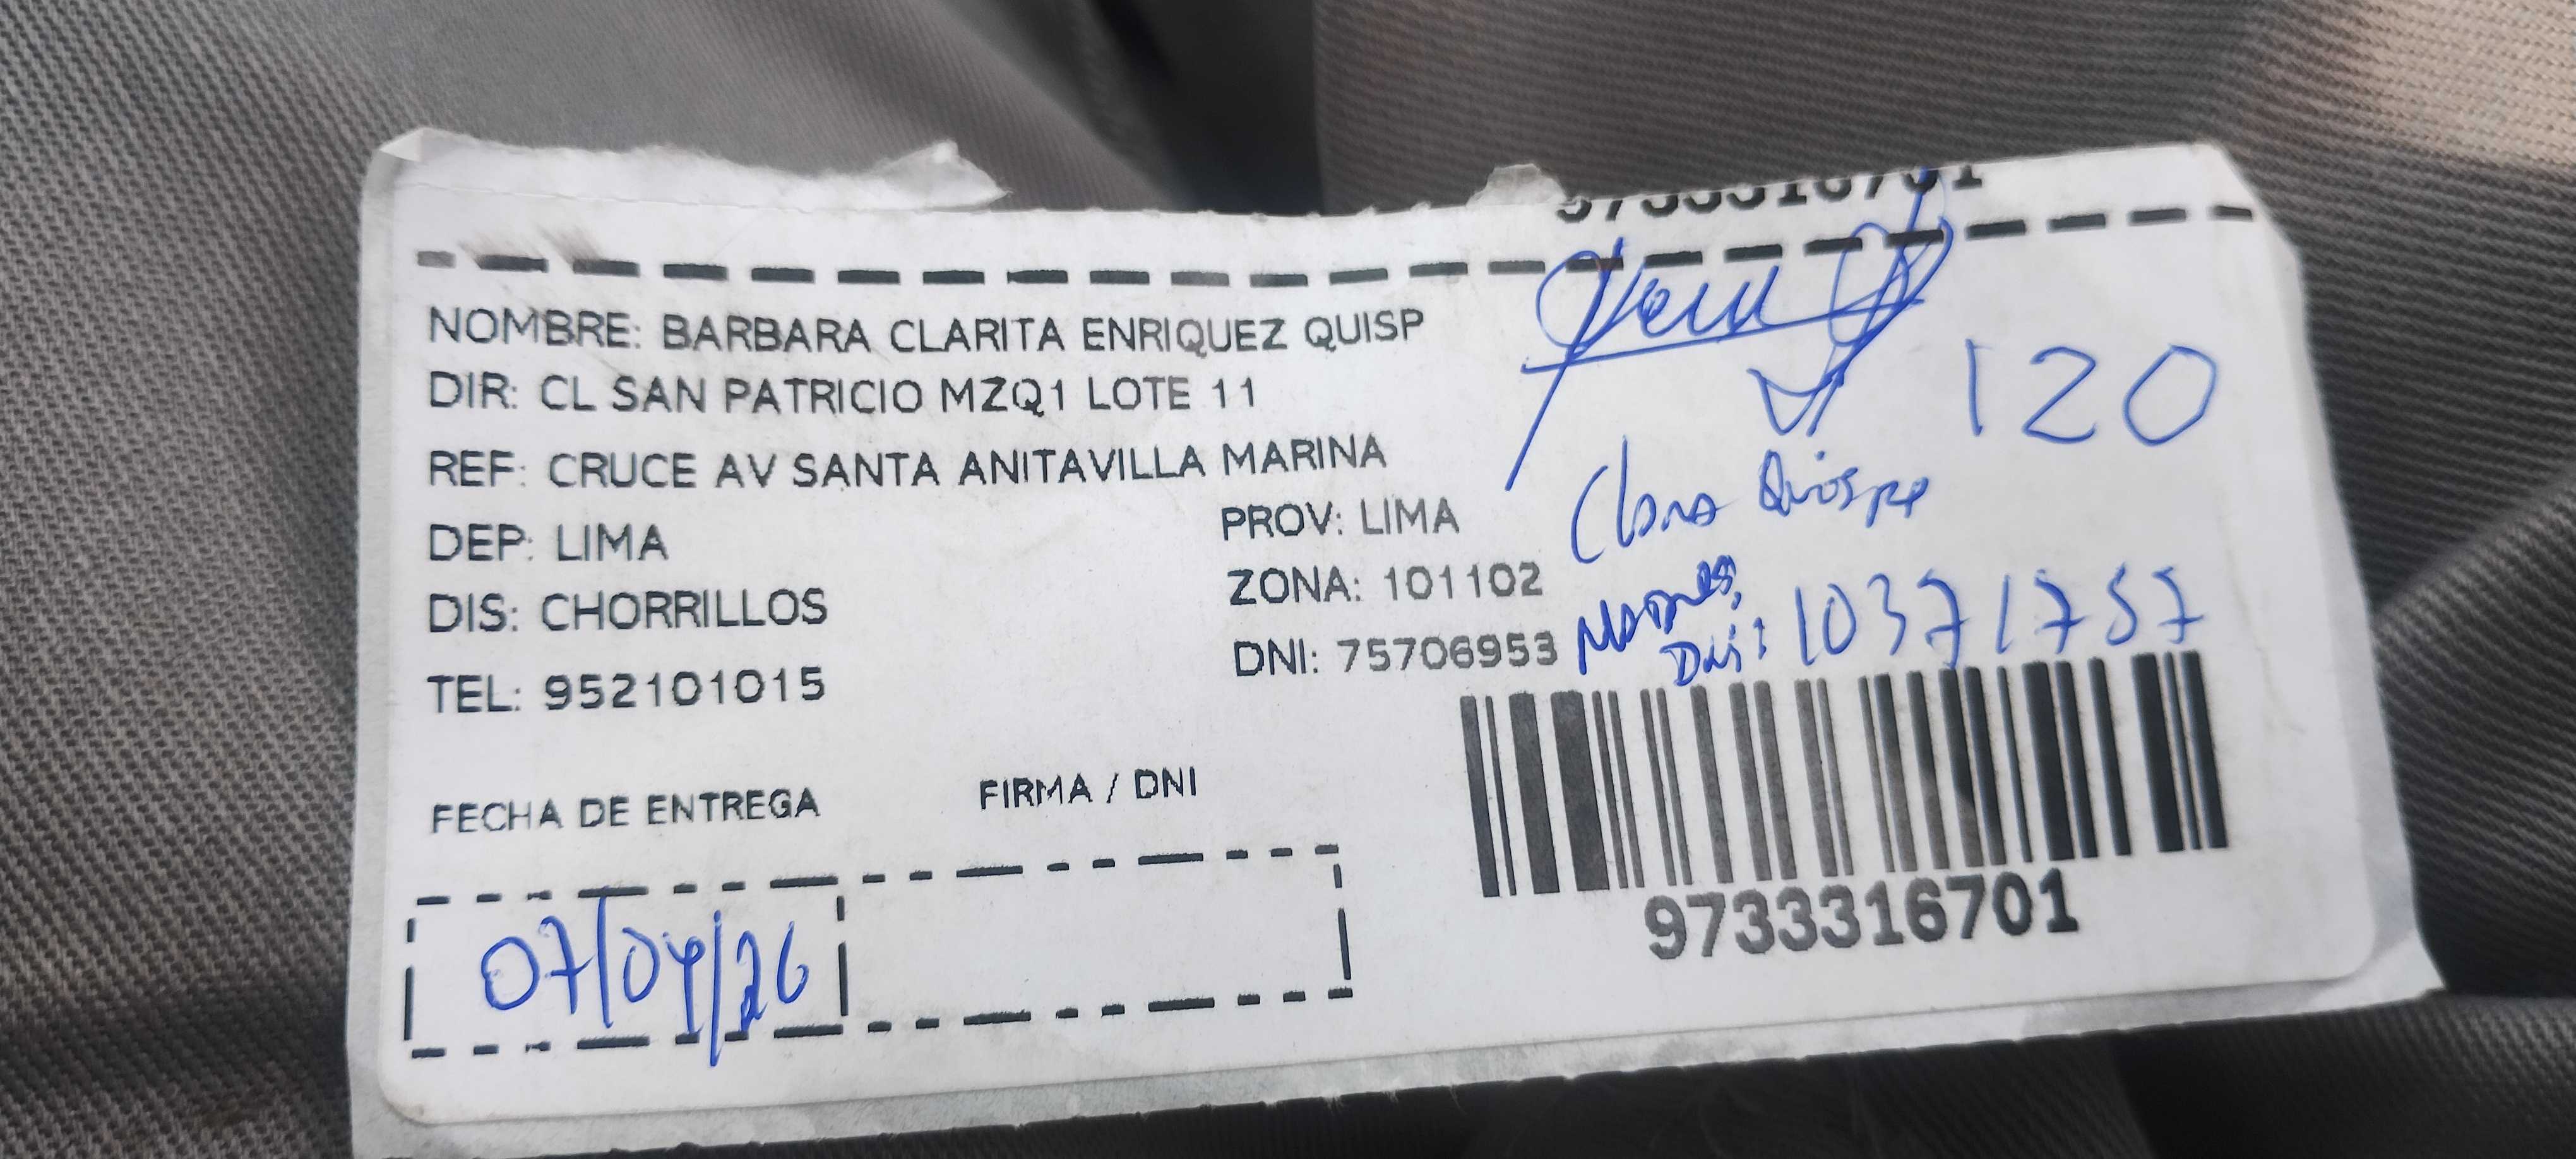 9733316701
NOMBRE: BARBARA CLARITA ENRIQUEZ QUISP
DIR: CL SAN PATRICIO MZQ1 LOTE 11
120
REF: CRUCE AV SANTA ANITAVILLA MARINA
Clara Quispe
DEP: LIMA PROV: LIMA
DIS: CHORRILLOS ZONA: 101102
TEL: 952101015 DNI: 75706953
Dni: 10371757
FECHA DE ENTREGA FIRMA / DNI
07/04/26
9733316701